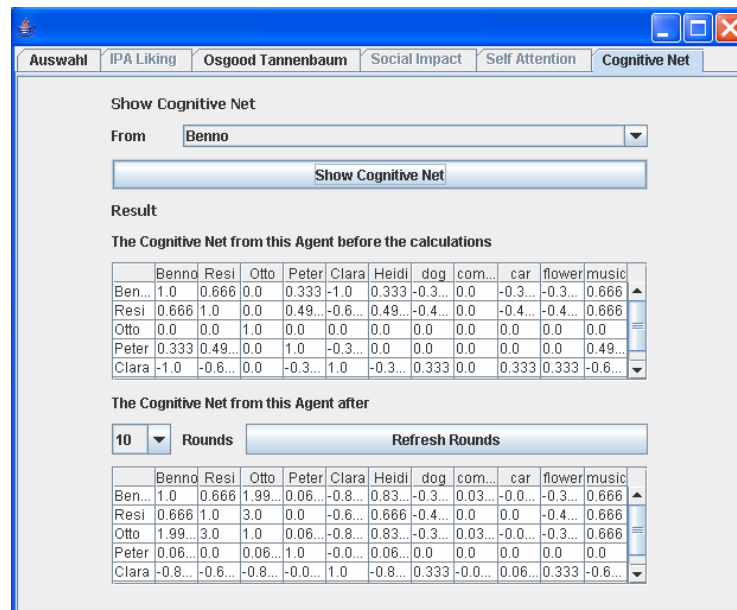 Auswahl IPA Liking Osgood Tannenbaum Social Impact Self Attention Cognitive Net
Show Cognitive Net
From Benno
Show Cognitive Net
Result
The Cognitive Net from this Agent before the calculations
Benno Resi Otto Peter Clara Heidi dog com... car flower music
Ben... 1.0 0.666 0.0 0.333 -1.0 0.333 -0.3... 0.0 -0.3... -0.3... 0.666
Resi 0.666 1.0 0.0 0.49... -0.6... 0.49... -0.4... 0.0 -0.4... -0.4... 0.666
Otto 0.0 0.0 1.0 0.0 0.0 0.0 0.0 0.0 0.0 0.0 0.0
Peter 0.333 0.49... 0.0 1.0 -0.3... 0.0 0.0 0.0 0.0 0.0 0.49...
Clara -1.0 -0.6... 0.0 -0.3... 1.0 -0.3... 0.333 0.0 0.333 0.333 -0.6...
The Cognitive Net from this Agent after
10 Rounds Refresh Rounds
Benno Resi Otto Peter Clara Heidi dog com... car flower music
Ben... 1.0 0.666 1.99... 0.06... -0.8... 0.83... -0.3... 0.03... -0.0... -0.3... 0.666
Resi 0.666 1.0 3.0 0.0 -0.6... 0.666 -0.4... 0.0 0.0 -0.4... 0.666
Otto 1.99... 3.0 1.0 0.06... -0.8... 0.83... -0.3... 0.03... -0.0... -0.3... 0.666
Peter 0.06... 0.0 0.06... 1.0 -0.0... 0.06... 0.0 0.0 0.0 0.0 0.0
Clara -0.8... -0.6... -0.8... -0.0... 1.0 -0.8... 0.333 -0.0... 0.06... 0.333 -0.6...